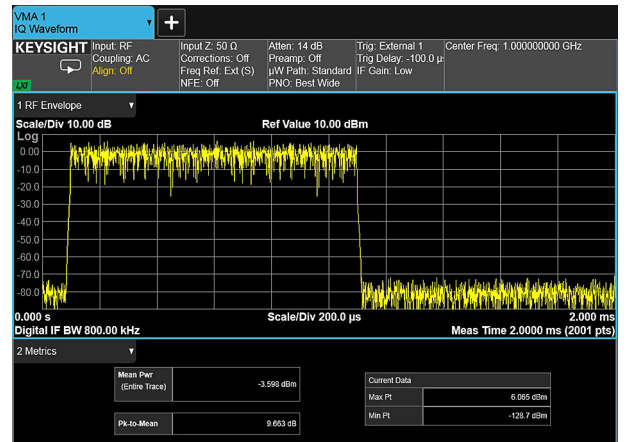 VMA 1
IQ Waveform
KEYSIGHT
Input: RF
Coupling: AC
Align: Off
Input Z: 50 Ω
Corrections: Off
Freq Ref: Ext (S)
NFE: Off
Atten: 14 dB
Preamp: Off
µW Path: Standard
PNO: Best Wide
Trig: External 1
Trig Delay: -100.0 µ
IF Gain: Low
Center Freq: 1.000000000 GHz
LXI
1 RF Envelope
Scale/Div 10.00 dB
Ref Value 10.00 dBm
Log
0.00
-10.0
-20.0
-30.0
-40.0
-50.0
-60.0
-70.0
-80.0
0.000 s
Scale/Div 200.0 µs
2.000 ms
Digital IF BW 800.00 kHz
Meas Time 2.0000 ms (2001 pts)
2 Metrics
Mean Pwr
(Entire Trace)
-3.598 dBm
Pk-to-Mean
9.663 dB
Current Data
Max Pt
6.065 dBm
Min Pt
-128.7 dBm